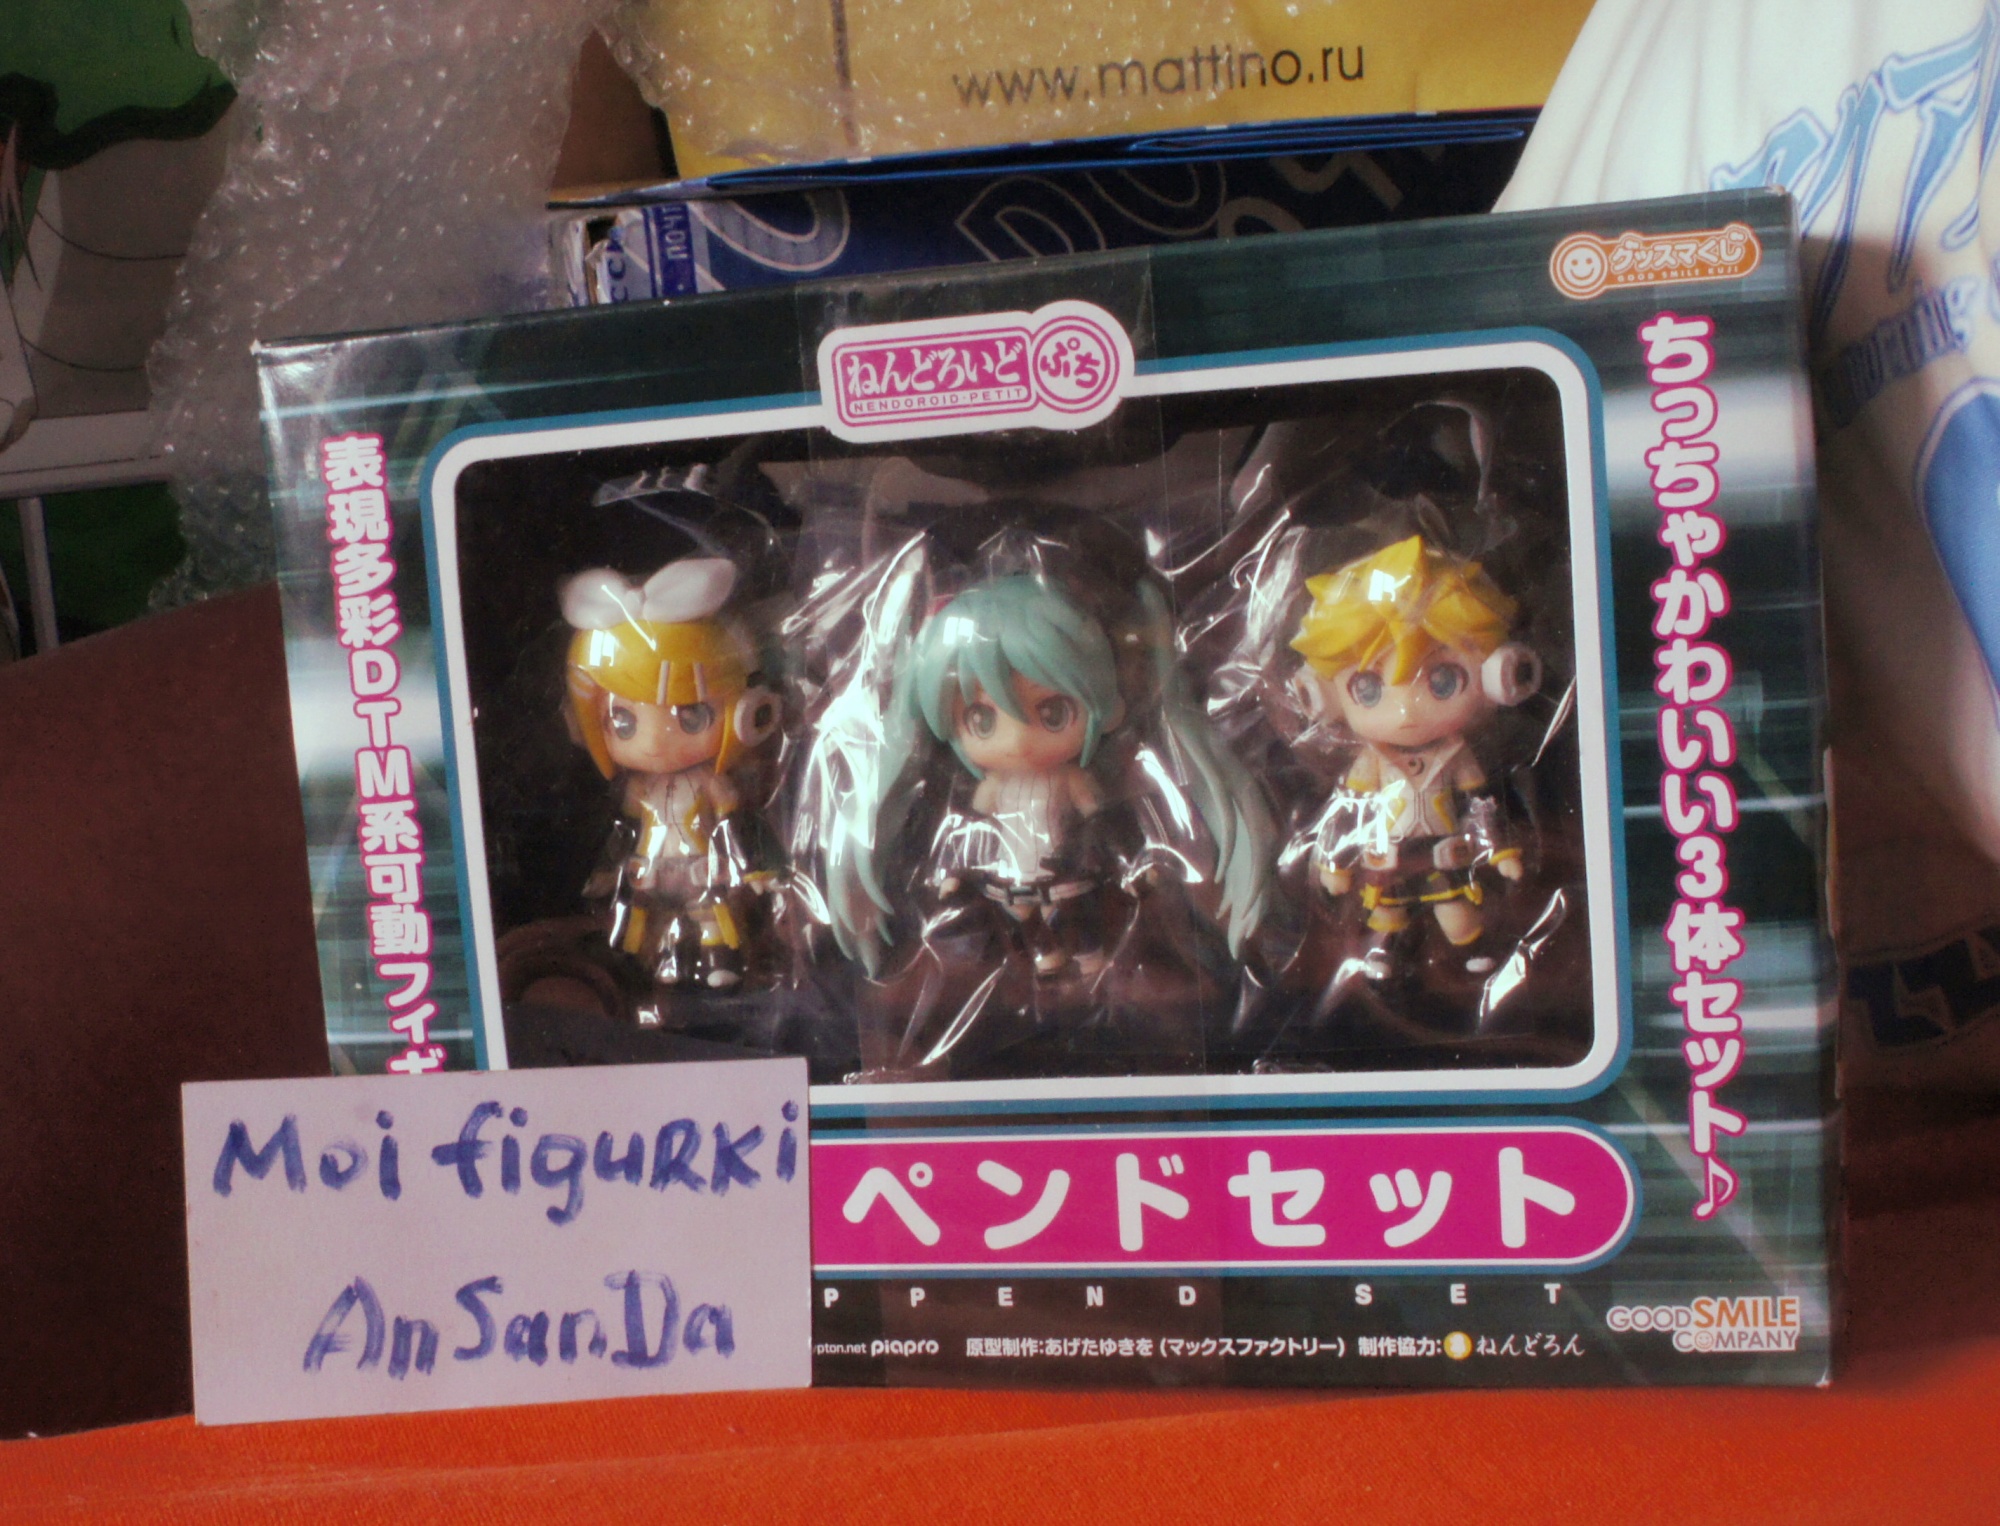 www.mattino.ru
グッスマくじ
GOOD SMILE KUJI
ねんどろいど ぷち
NENDOROID・PETIT
表現多彩DTM系可動フィギ
ちっちゃかわいい3体セット♪
Moi figuRKi
AnSanDa
ペンドセット
PPEND SET
pton.net piapro 原型制作:あげたゆきを (マックスファクトリー) 制作協力: ねんどろん
GOODSMILE
COMPANY